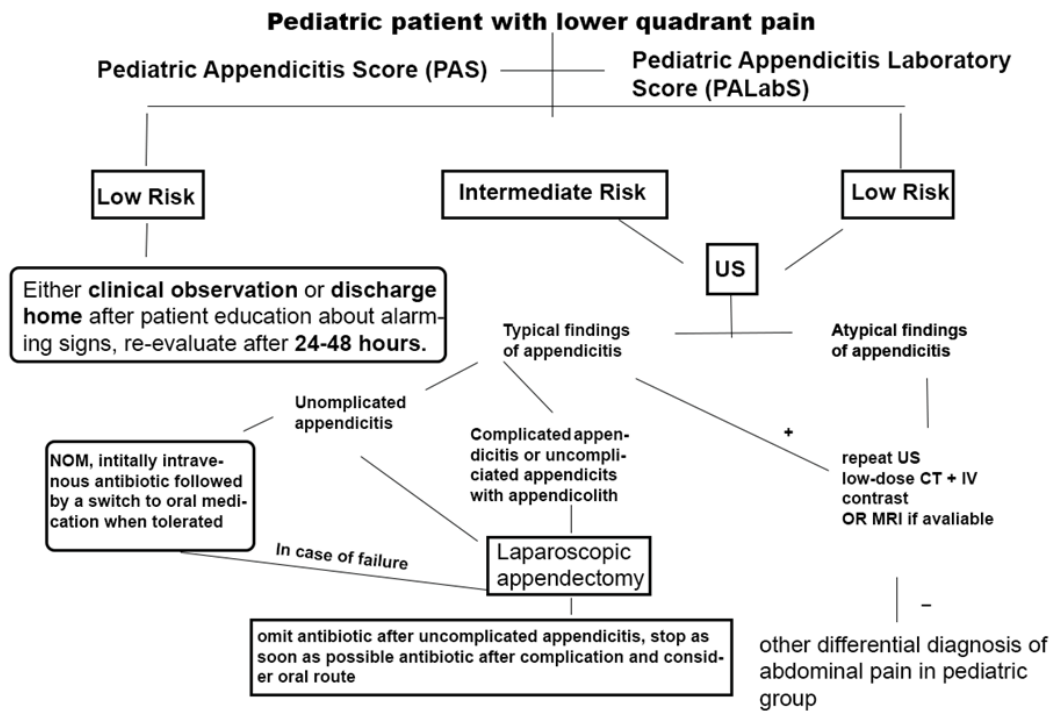 Pediatric patient with lower quadrant pain
Pediatric Appendicitis Score (PAS)
Pediatric Appendicitis Laboratory
Score (PALabS)
Low Risk
Intermediate Risk
Low Risk
US
Either clinical observation or discharge
home after patient education about alarm-
ing signs, re-evaluate after 24-48 hours.
Typical findings
of appendicitis
Atypical findings
of appendicitis
Unomplicated
appendicitis
Complicated appen-
dicitis or uncompli-
ciated appendicits
with appendicolith
+
repeat US
low-dose CT + IV
contrast
OR MRI if avaliable
NOM, intitally intrave-
nous antibiotic followed
by a switch to oral medi-
cation when tolerated
In case of failure
Laparoscopic
appendectomy
–
omit antibiotic after uncomplicated appendicitis, stop as
soon as possible antibiotic after complication and consid-
er oral route
other differential diagnosis of
abdominal pain in pediatric
group